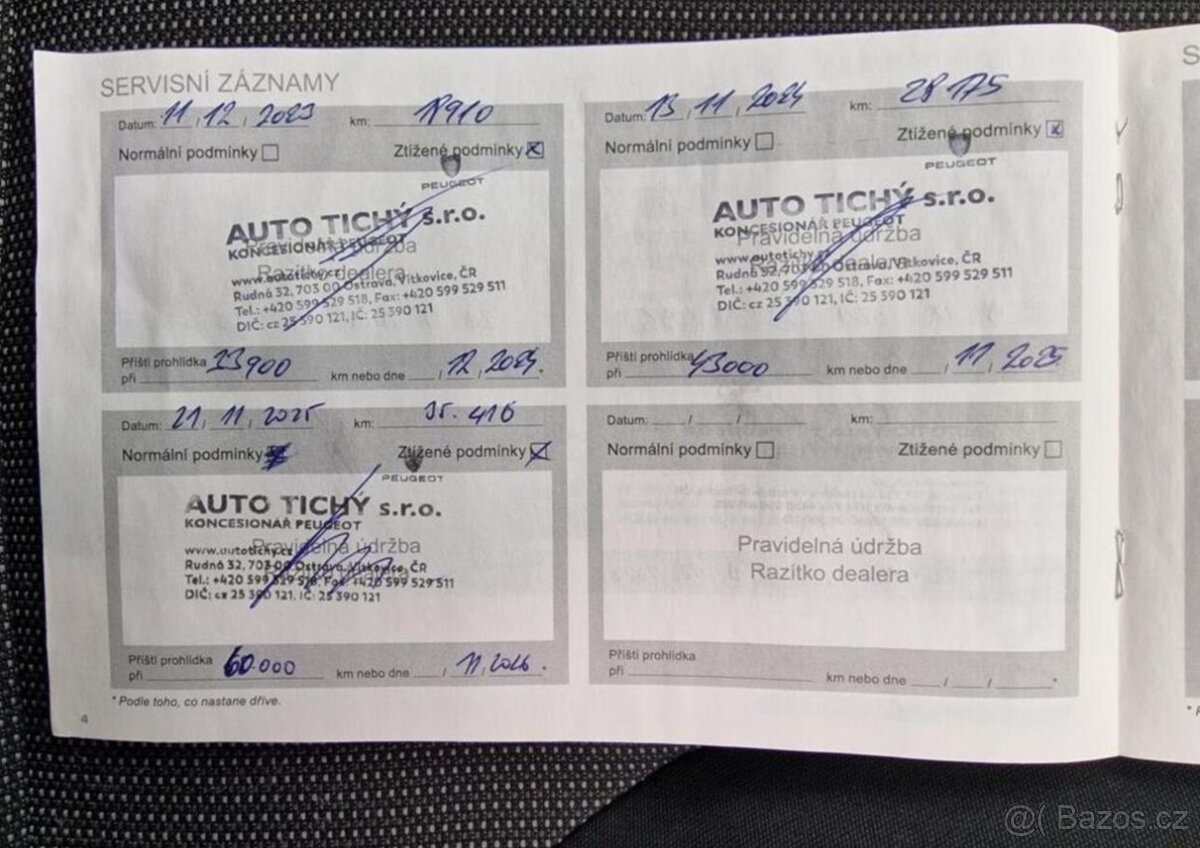 SERVISNÍ ZÁZNAMY
Datum: 11, 12, 2023 km: 18910
Normální podmínky Ztížené podmínky
PEUGEOT
AUTO TICHÝ s.r.o.
KONCESIONÁŘ PEUGEOT
Pravidelná údržba
Razítko dealera
www.autotichy.cz
Rudná 32, 703 00 Ostrava, Vítkovice, ČR
Tel.: +420 599 529 518, Fax: +420 599 529 511
DIČ: cz 25 390 121, IČ: 25 390 121
Příští prohlídka
při 33900 km nebo dne / 12, 2024.
Datum: 13, 11, 2024 km: 28175
Normální podmínky Ztížené podmínky
PEUGEOT
AUTO TICHÝ s.r.o.
KONCESIONÁŘ PEUGEOT
Pravidelná údržba
Razítko dealera
www.autotichy.cz
Rudná 32, 703 00 Ostrava, Vítkovice, ČR
Tel.: +420 599 529 518, Fax: +420 599 529 511
DIČ: cz 25 390 121, IČ: 25 390 121
Příští prohlídka
při 43000 km nebo dne / 11, 2025
Datum: 21, 11, 2025 km: 35.416
Normální podmínky Ztížené podmínky
PEUGEOT
AUTO TICHÝ s.r.o.
KONCESIONÁŘ PEUGEOT
Pravidelná údržba
www.autotichy.cz
Rudná 32, 703 00 Ostrava, Vítkovice, ČR
Tel.: +420 599 529 518, Fax: +420 599 529 511
DIČ: cz 25 390 121, IČ: 25 390 121
Příští prohlídka
při 60.000 km nebo dne / 11, 2026.
Datum: / / km:
Normální podmínky Ztížené podmínky
Pravidelná údržba
Razítko dealera
Příští prohlídka
při km nebo dne / / *
* Podle toho, co nastane dříve.
4
@( Bazos.cz